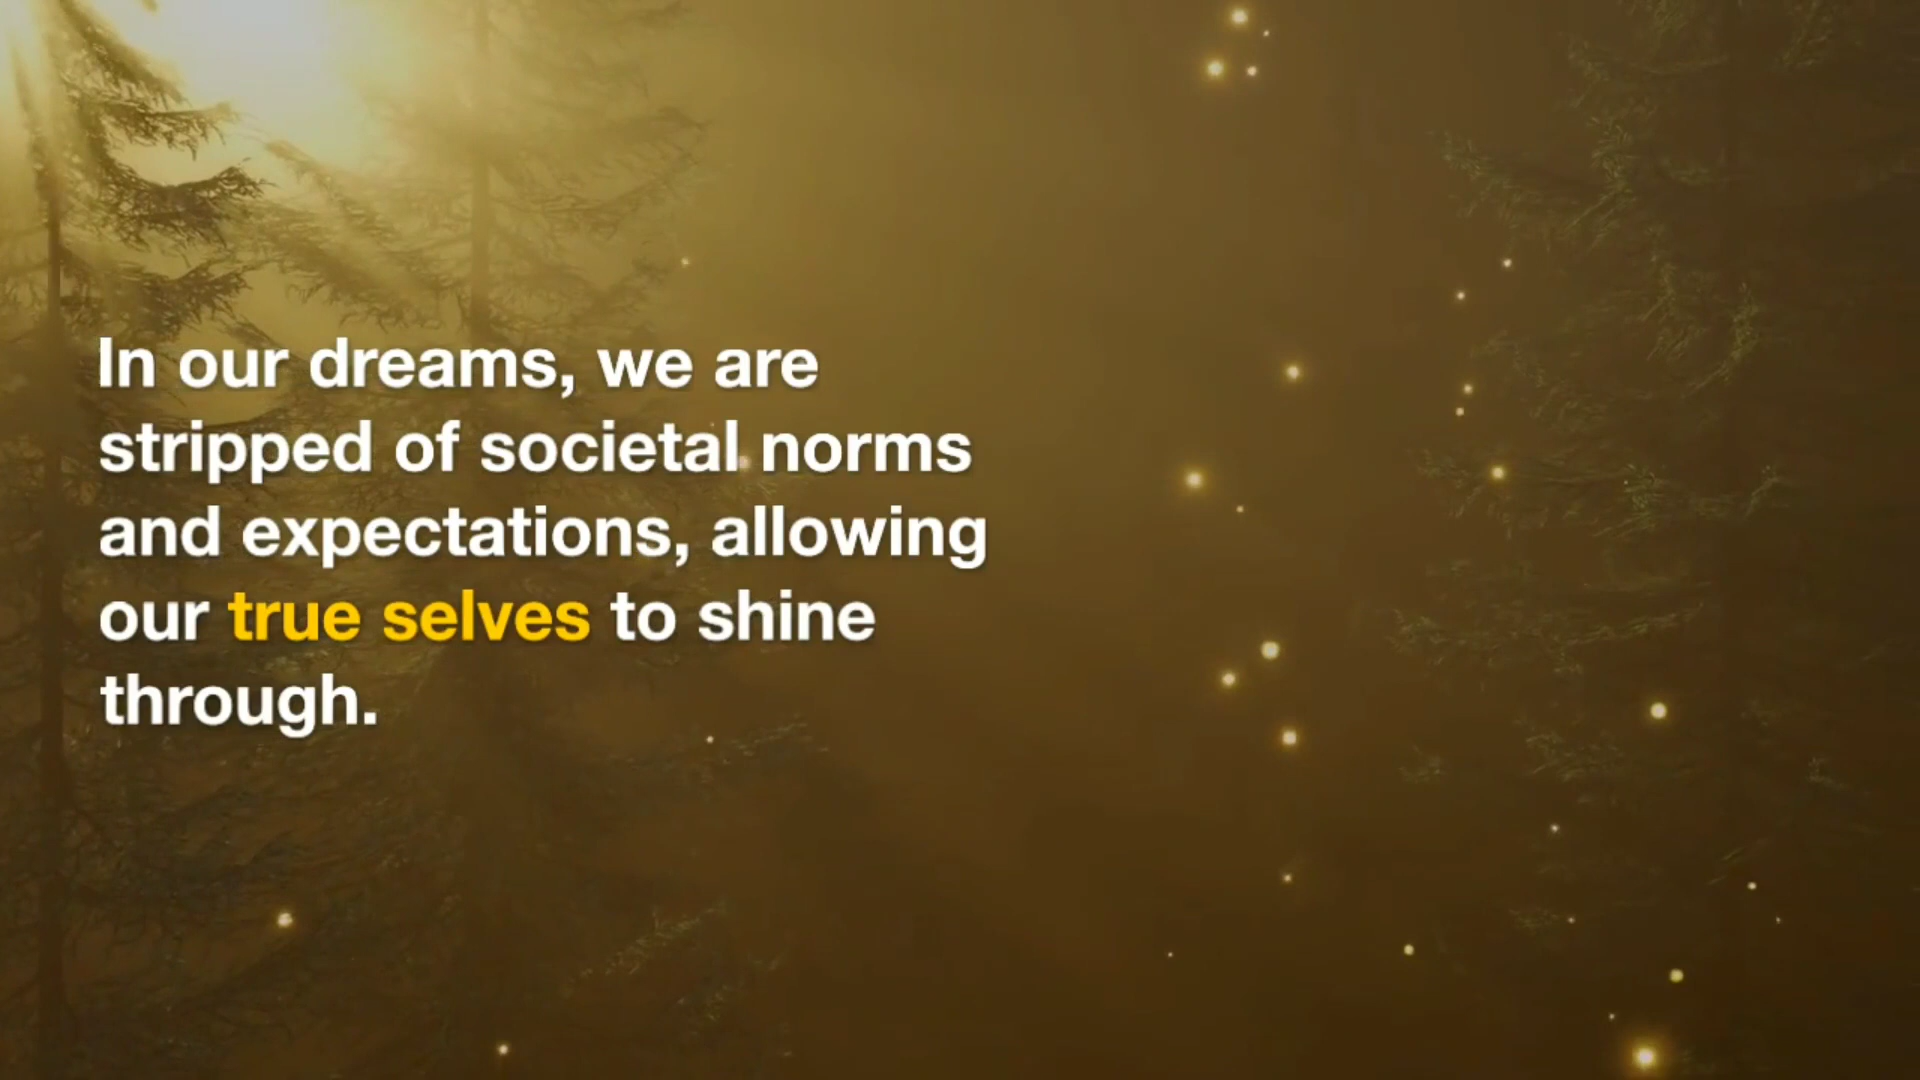 In our dreams, we are
stripped of societal norms
and expectations, allowing
our true selves to shine
through.